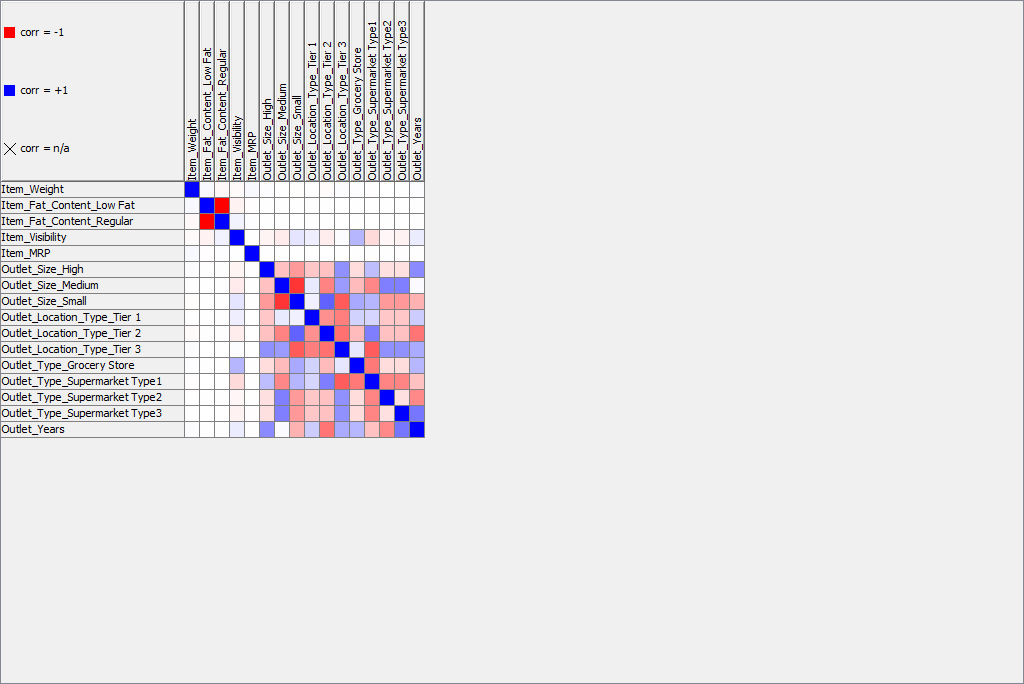 corr = -1
corr = +1
corr = n/a
Item_Weight
Item_Fat_Content_Low Fat
Item_Fat_Content_Regular
Item_Visibility
Item_MRP
Outlet_Size_High
Outlet_Size_Medium
Outlet_Size_Small
Outlet_Location_Type_Tier 1
Outlet_Location_Type_Tier 2
Outlet_Location_Type_Tier 3
Outlet_Type_Grocery Store
Outlet_Type_Supermarket Type1
Outlet_Type_Supermarket Type2
Outlet_Type_Supermarket Type3
Outlet_Years
Item_Weight
Item_Fat_Content_Low Fat
Item_Fat_Content_Regular
Item_Visibility
Item_MRP
Outlet_Size_High
Outlet_Size_Medium
Outlet_Size_Small
Outlet_Location_Type_Tier 1
Outlet_Location_Type_Tier 2
Outlet_Location_Type_Tier 3
Outlet_Type_Grocery Store
Outlet_Type_Supermarket Type1
Outlet_Type_Supermarket Type2
Outlet_Type_Supermarket Type3
Outlet_Years